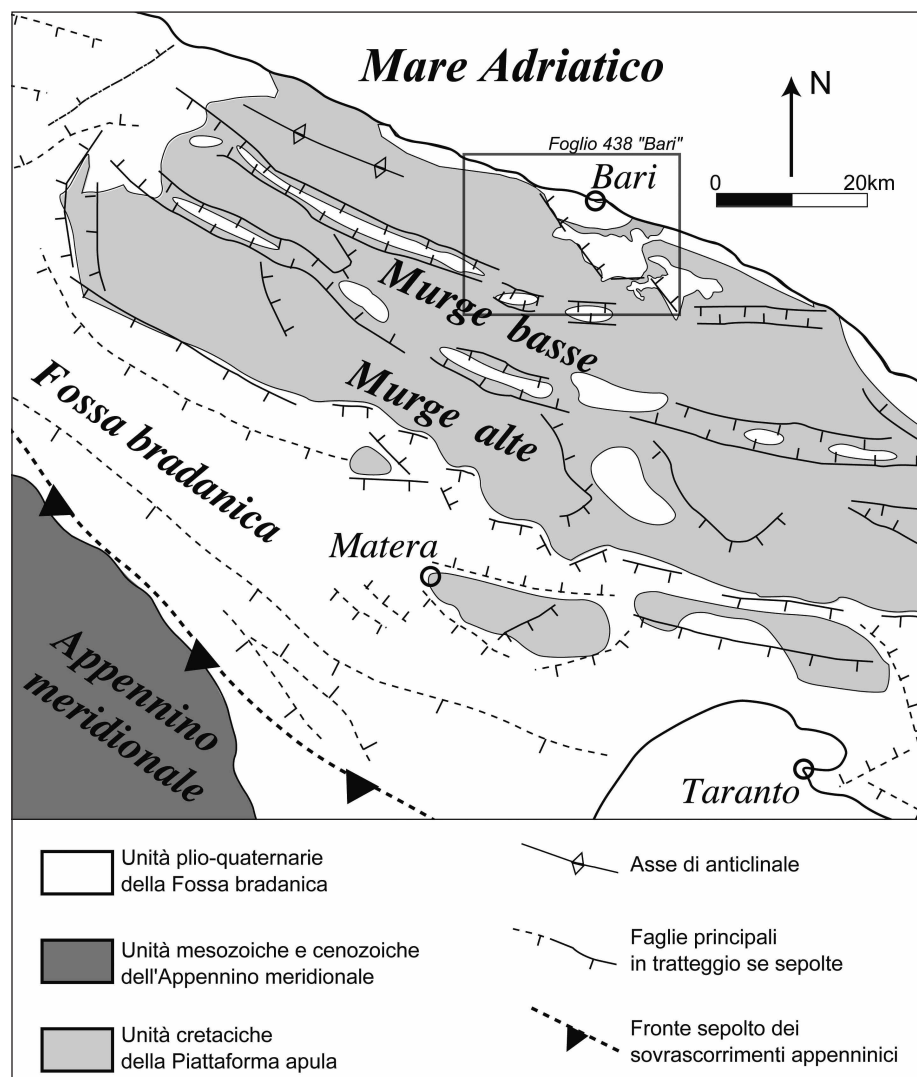 Mare Adriatico
N
Foglio 438 "Bari"
Bari
0 20km
Murge basse
Murge alte
Fossa bradanica
Matera
Appennino
meridionale
Taranto
Unità plio-quaternarie
della Fossa bradanica
Asse di anticlinale
Unità mesozoiche e cenozoiche
dell'Appennino meridionale
Faglie principali
in tratteggio se sepolte
Unità cretaciche
della Piattaforma apula
Fronte sepolto dei
sovrascorrimenti appenninici